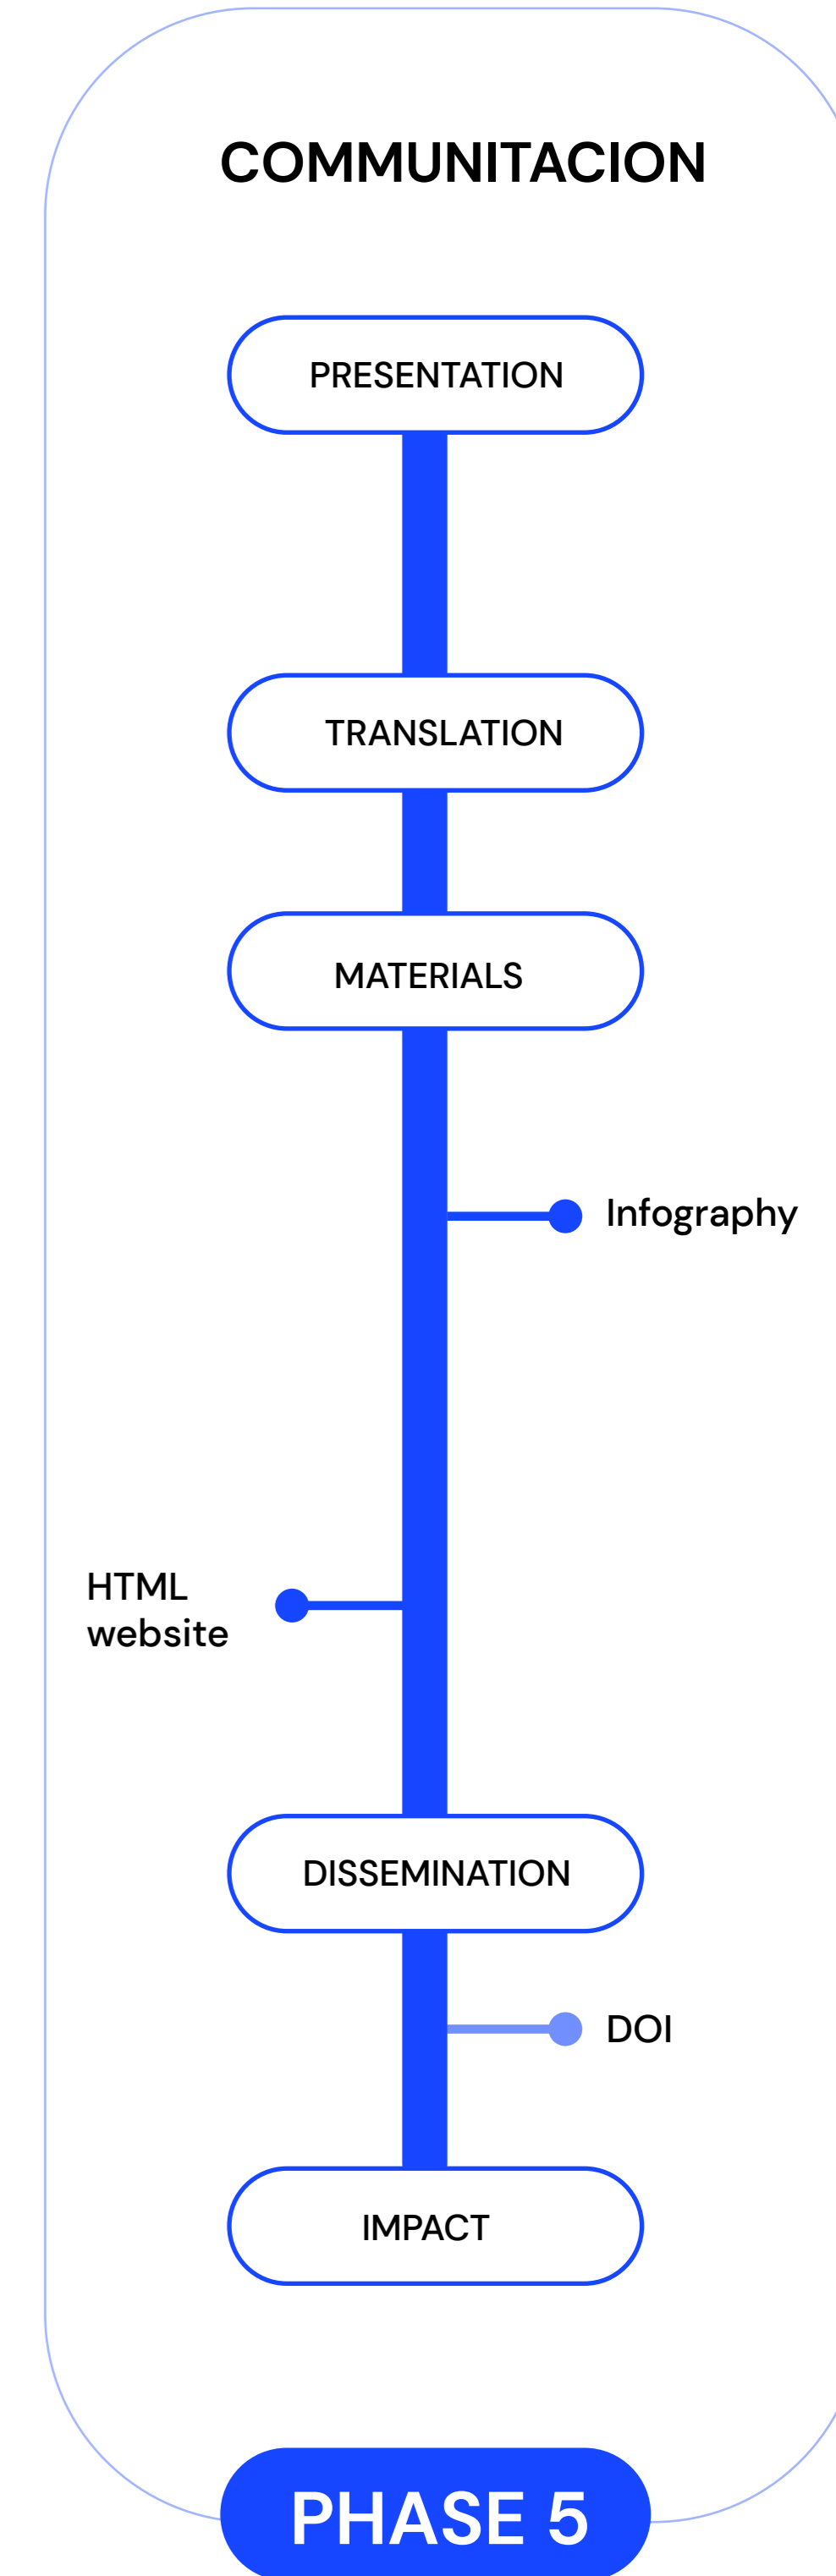 COMMUNITACION
PRESENTATION
TRANSLATION
MATERIALS
Infography
HTML
website
DISSEMINATION
DOI
IMPACT
PHASE 5